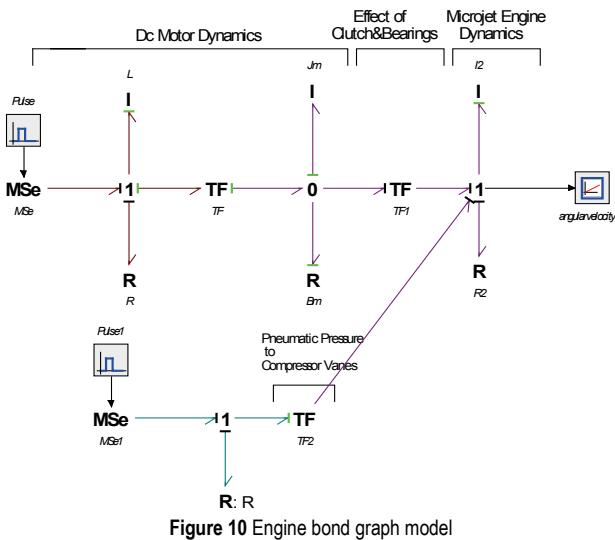 Effect of
Clutch&Bearings
Microjet Engine
Dynamics
Dc Motor Dynamics
L
Jm
I2
Pulse
I
I
I
MSe
1
TF
0
TF1
1
MSe
TF
TF1
angularvelocity
R
R
R
R
Bm
R2
Pulse1
Pneumatic Pressure
to
Compressor Vanes
MSe
1
TF
MSe1
TF2
R: R
Figure 10 Engine bond graph model